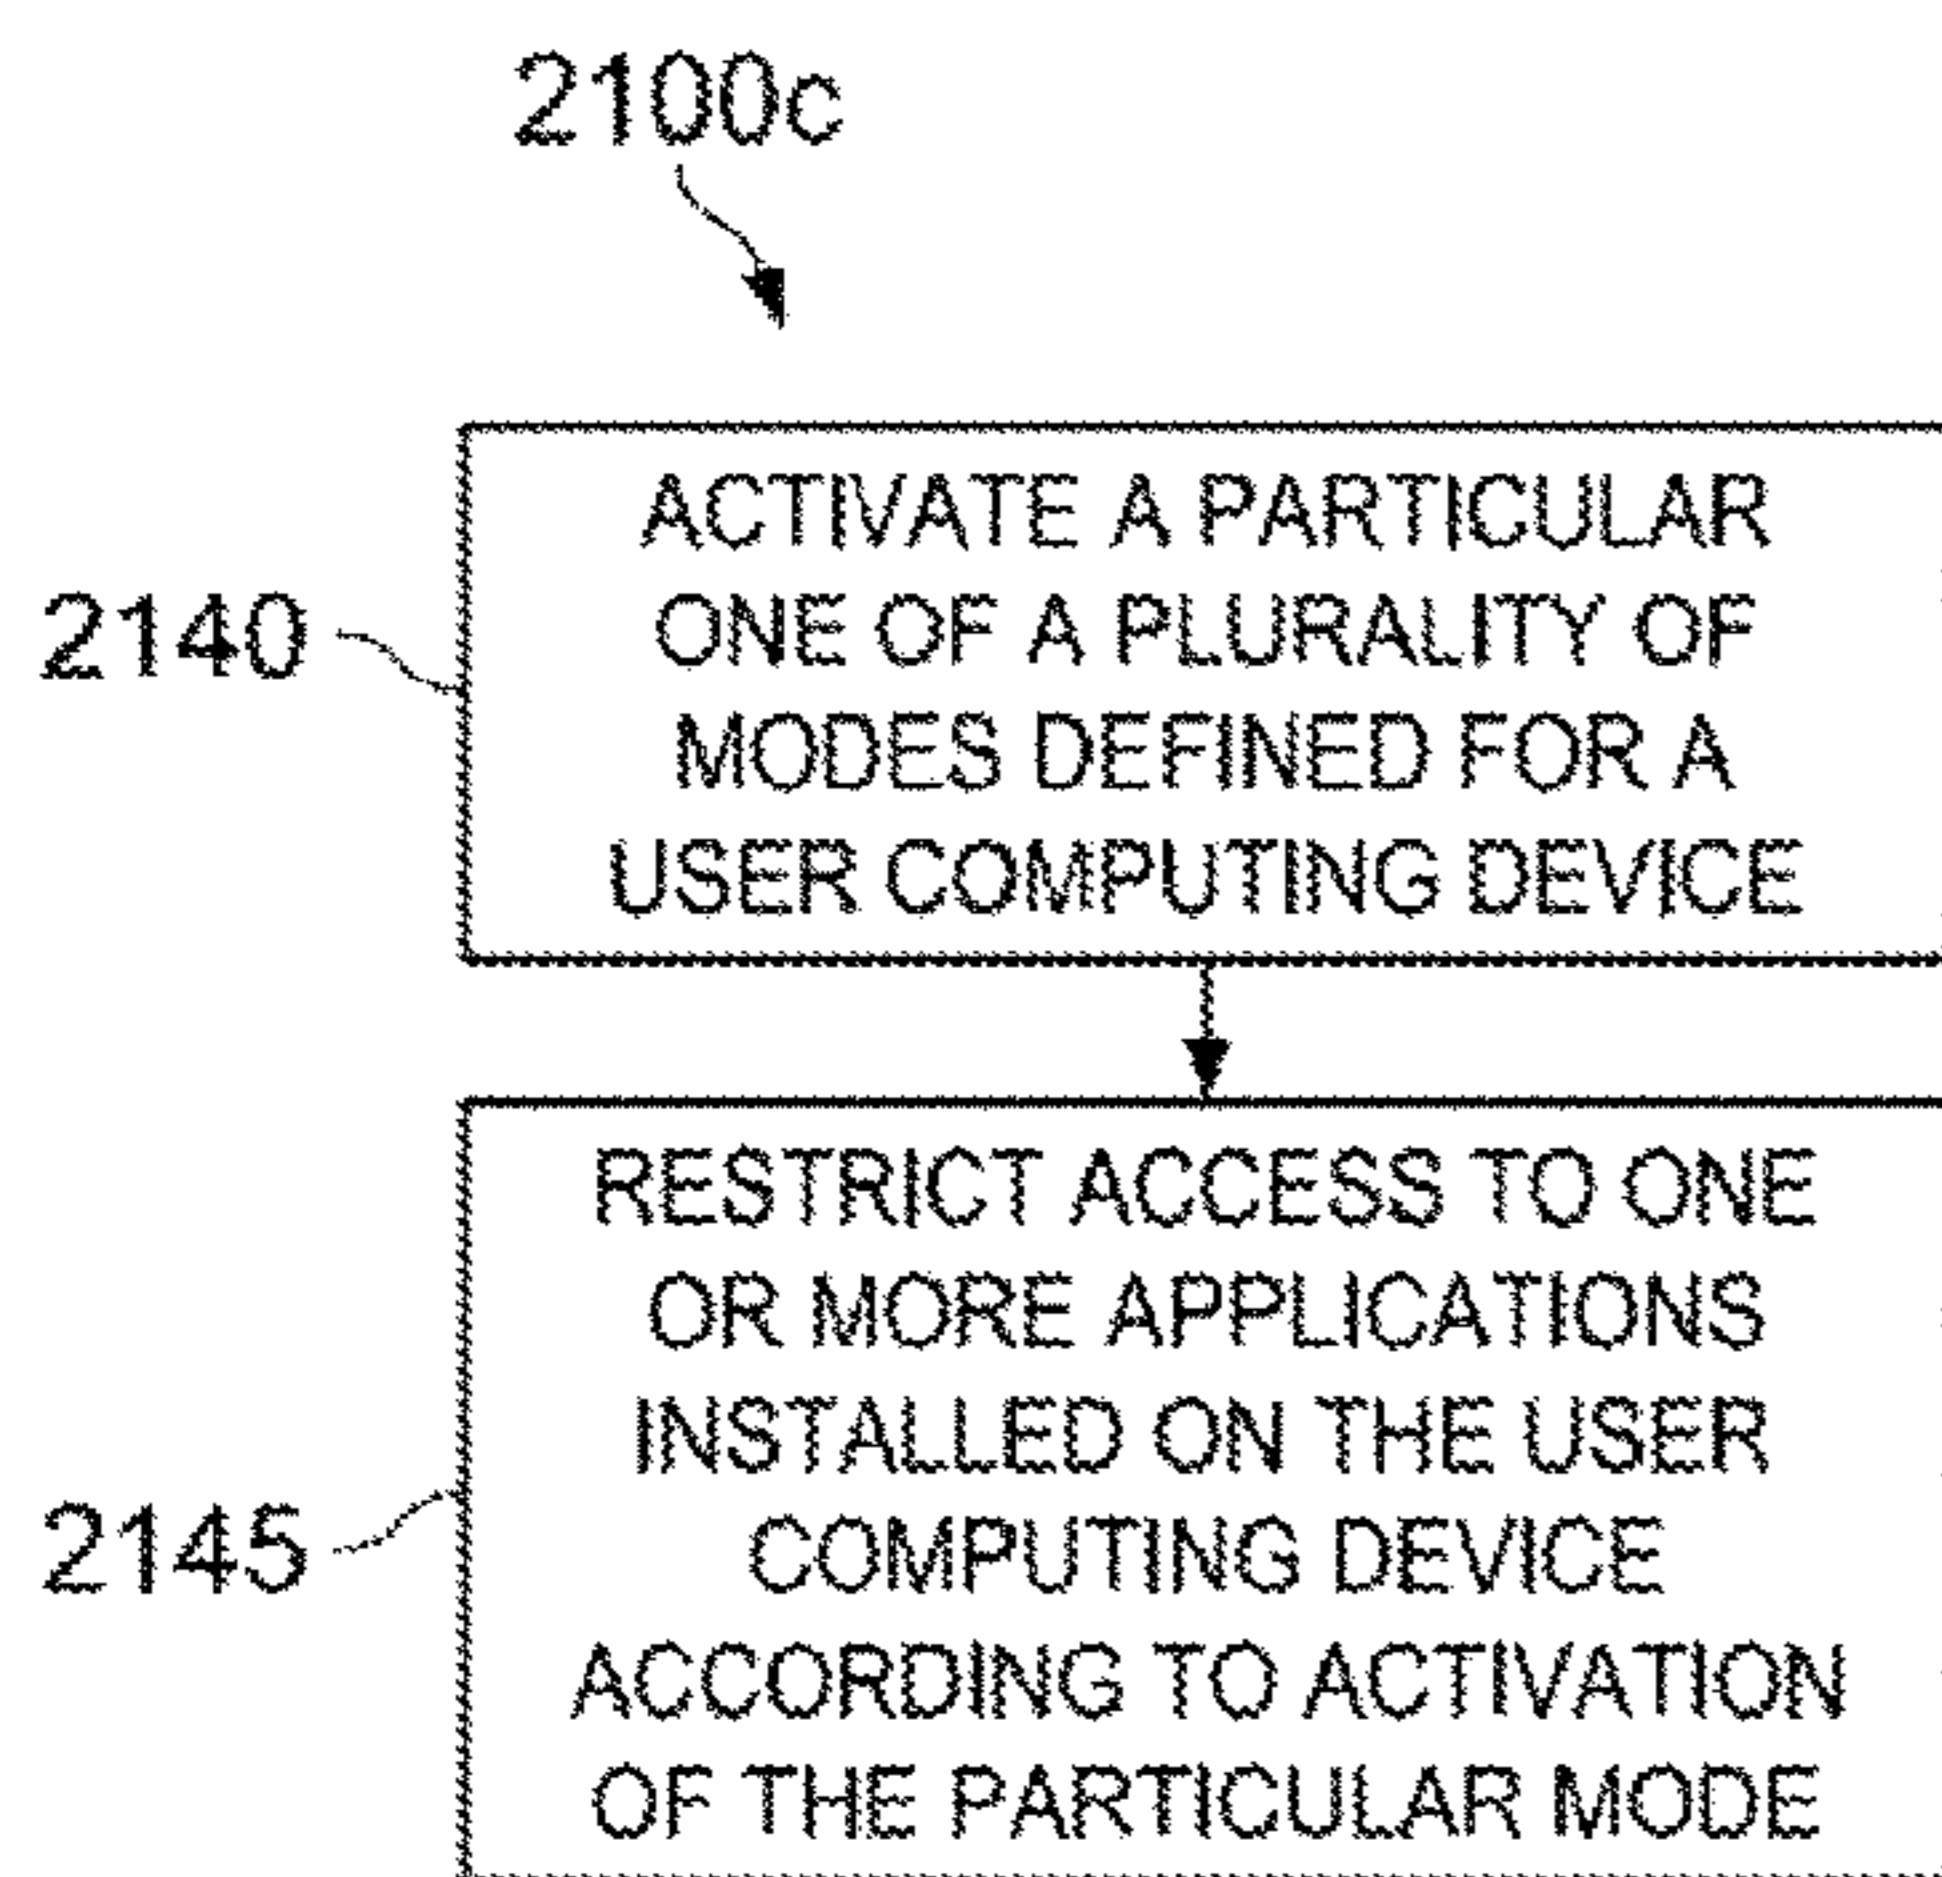 2100c
2140
ACTIVATE A PARTICULAR
ONE OF A PLURALITY OF
MODES DEFINED FOR A
USER COMPUTING DEVICE
2145
RESTRICT ACCESS TO ONE
OR MORE APPLICATIONS
INSTALLED ON THE USER
COMPUTING DEVICE
ACCORDING TO ACTIVATION
OF THE PARTICULAR MODE